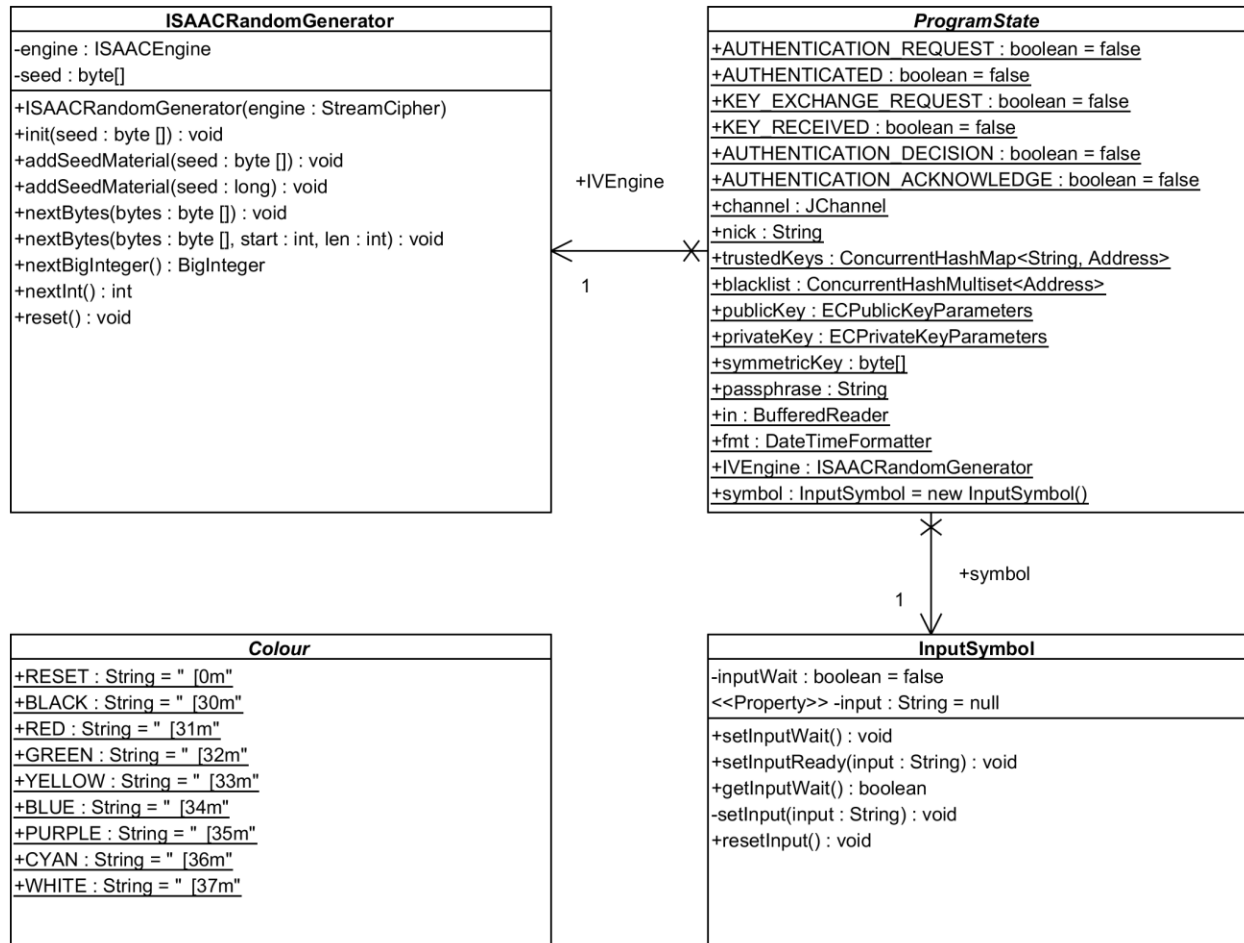 ISAACRandomGenerator
-engine : ISAACEngine
-seed : byte[]
+ISAACRandomGenerator(engine : StreamCipher)
+init(seed : byte []) : void
+addSeedMaterial(seed : byte []) : void
+addSeedMaterial(seed : long) : void
+nextBytes(bytes : byte []) : void
+nextBytes(bytes : byte [], start : int, len : int) : void
+nextBigInteger() : BigInteger
+nextInt() : int
+reset() : void
+IVEngine
1
ProgramState
+AUTHENTICATION_REQUEST : boolean = false
+AUTHENTICATED : boolean = false
+KEY_EXCHANGE_REQUEST : boolean = false
+KEY_RECEIVED : boolean = false
+AUTHENTICATION_DECISION : boolean = false
+AUTHENTICATION_ACKNOWLEDGE : boolean = false
+channel : JChannel
+nick : String
+trustedKeys : ConcurrentHashMap<String, Address>
+blacklist : ConcurrentHashMultiset<Address>
+publicKey : ECPublicKeyParameters
+privateKey : ECPrivateKeyParameters
+symmetricKey : byte[]
+passphrase : String
+in : BufferedReader
+fmt : DateTimeFormatter
+IVEngine : ISAACRandomGenerator
+symbol : InputSymbol = new InputSymbol()
+symbol
1
Colour
+RESET : String = "  [0m"
+BLACK : String = "  [30m"
+RED : String = "  [31m"
+GREEN : String = "  [32m"
+YELLOW : String = "  [33m"
+BLUE : String = "  [34m"
+PURPLE : String = "  [35m"
+CYAN : String = "  [36m"
+WHITE : String = "  [37m"
InputSymbol
-inputWait : boolean = false
<<Property>> -input : String = null
+setInputWait() : void
+setInputReady(input : String) : void
+getInputWait() : boolean
-setInput(input : String) : void
+resetInput() : void